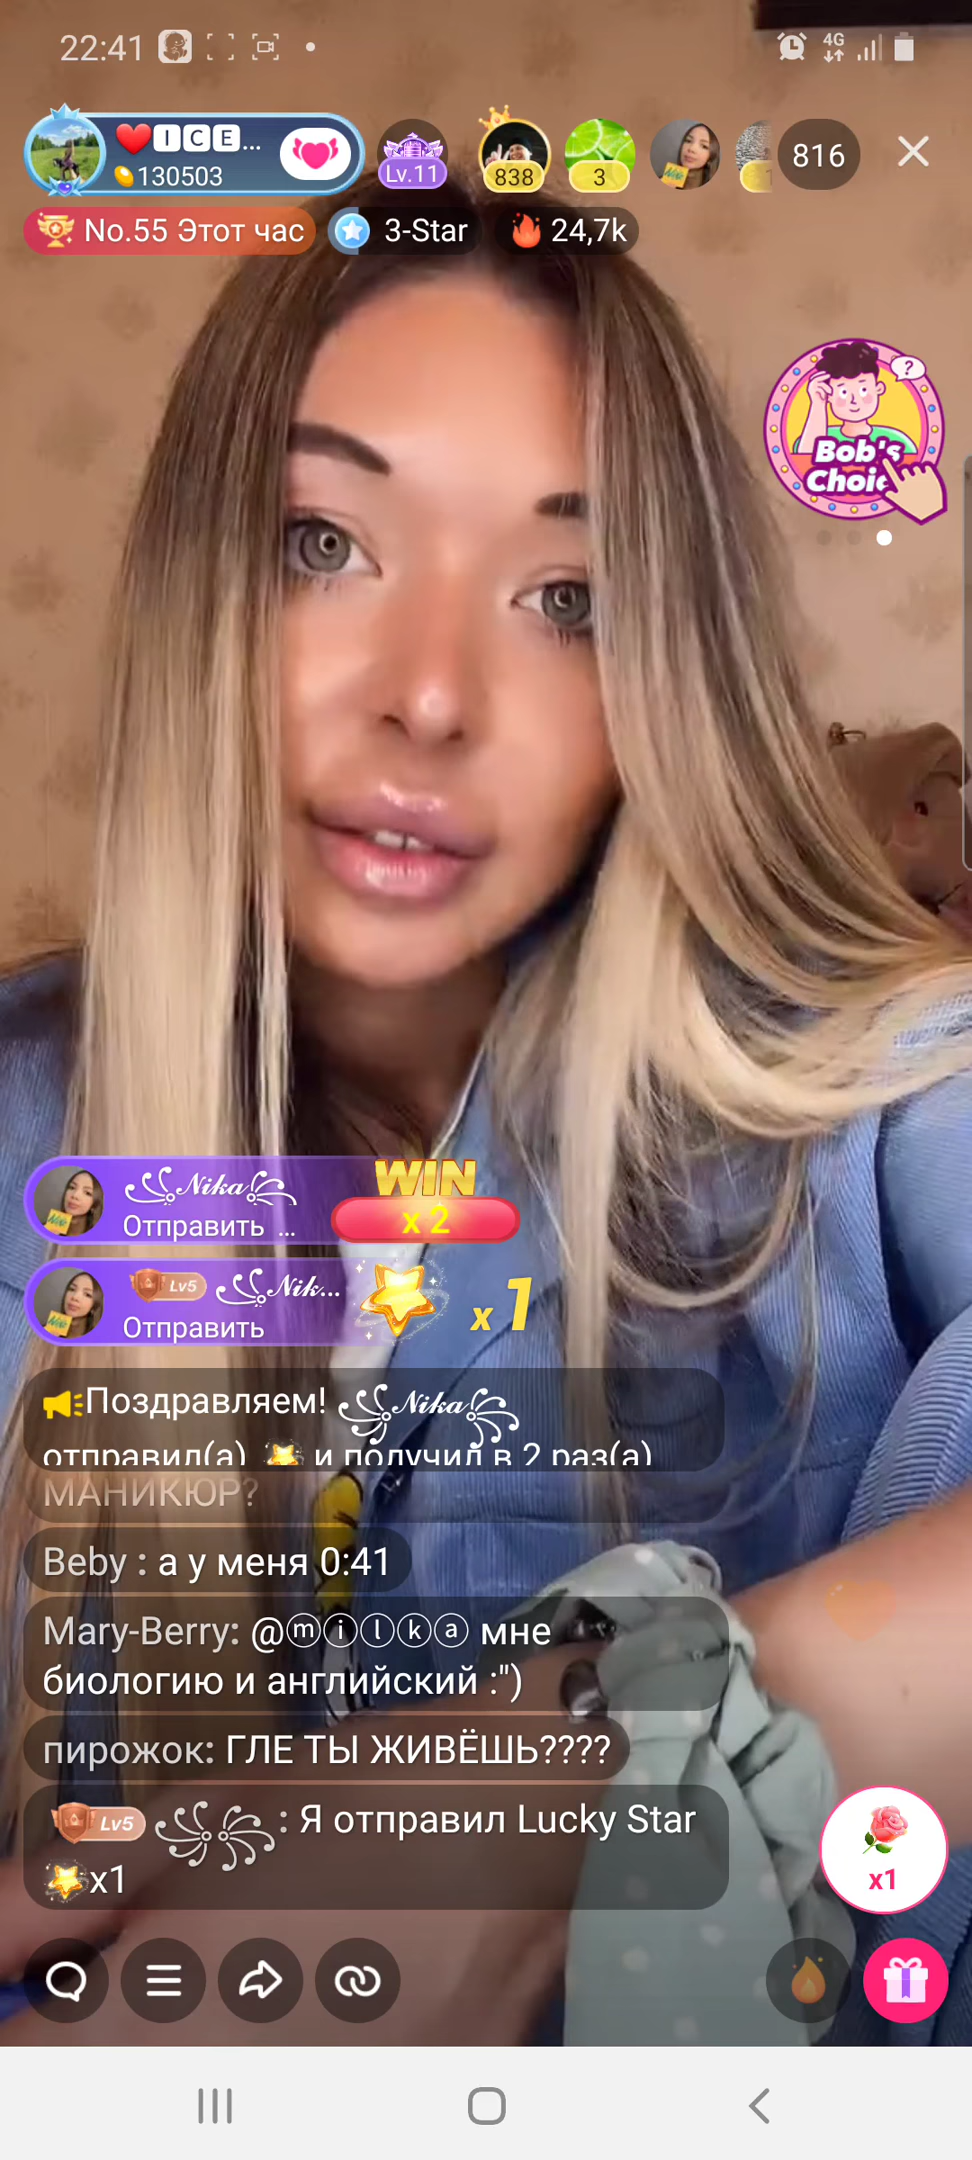 22:41
4G
❤️🅸🅲🅴...
130503
Lv.11
838
3
816
No.55 Этот час
3-Star
24,7k
?
Bob's
WIN
Nika
Отправить ...
x 2
Lv5 Nik...
Отправить
x 1
Поздравляем! Nika
отправил(а) и получил в 2 раз(а)
МАНИКЮР?
Beby : а у меня 0:41
Mary-Berry: @ⓜⓘⓛⓚⓐ мне
биологию и английский :")
пирожок: ГЛЕ ТЫ ЖИВЁШЬ????
Lv5 : Я отправил Lucky Star
x1
x1